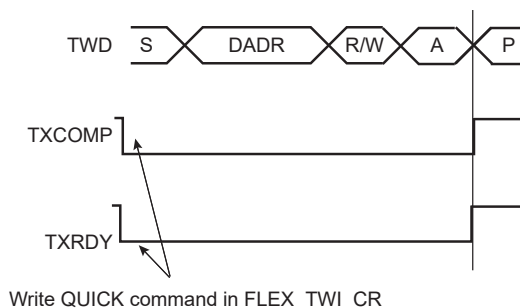 TWD S DADR R/W A P
TXCOMP
TXRDY
Write QUICK command in FLEX_TWI_CR